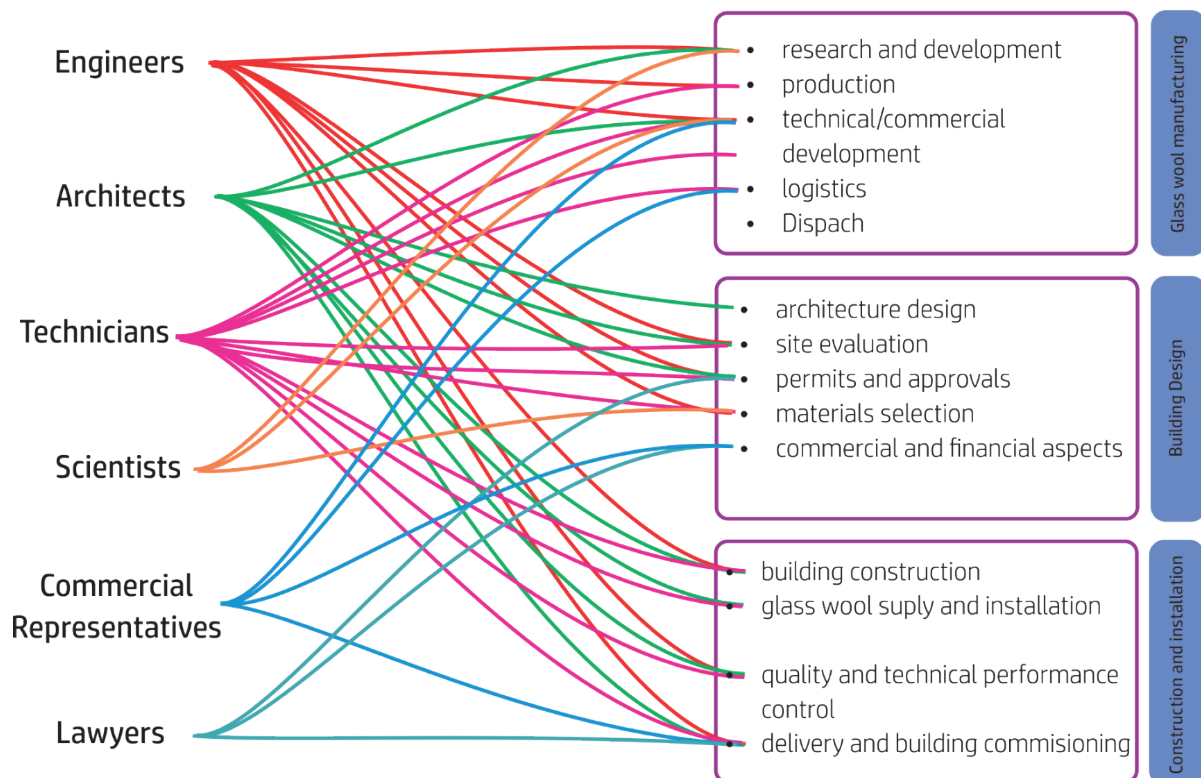 Engineers
Architects
Technicians
Scientists
Commercial
Representatives
Lawyers
• research and development
• production
• technical/commercial
development
• logistics
• Dispach
Glass wool manufacturing
• architecture design
• site evaluation
• permits and approvals
• materials selection
• commercial and financial aspects
Building Design
• building construction
• glass wool suply and installation
• quality and technical performance
control
• delivery and building commisioning
Construction and installation